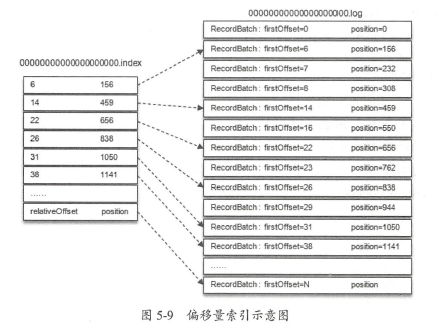 00000000000000000000.index
6 156
14 459
22 656
26 838
31 1050
38 1141
......
relativeOffset position
00000000000000000000.log
RecordBatch: firstOffset=0 position=0
RecordBatch: firstOffset=6 position=156
RecordBatch: firstOffset=7 position=232
RecordBatch: firstOffset=8 position=308
RecordBatch: firstOffset=14 position=459
RecordBatch: firstOffset=16 position=550
RecordBatch: firstOffset=22 position=656
RecordBatch: firstOffset=23 position=762
RecordBatch: firstOffset=26 position=838
RecordBatch: firstOffset=29 position=944
RecordBatch: firstOffset=31 position=1050
RecordBatch: firstOffset=38 position=1141
......
RecordBatch: firstOffset=N position
图 5-9 偏移量索引示意图